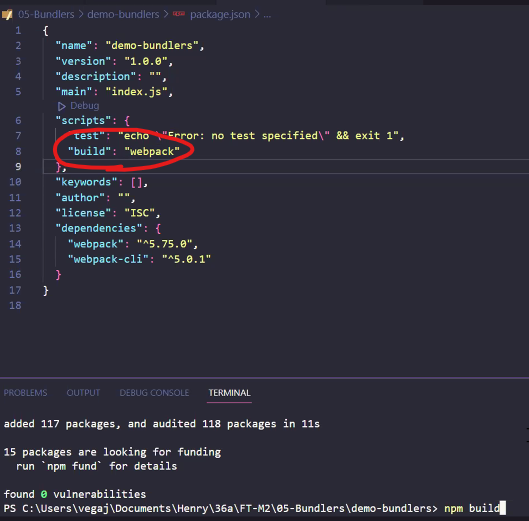 05-Bundlers > demo-bundlers > package.json > ...
1 {
2 "name": "demo-bundlers",
3 "version": "1.0.0",
4 "description": "",
5 "main": "index.js",
Debug
6 "scripts": {
7 "test": "echo \"Error: no test specified\" && exit 1",
8 "build": "webpack"
9 },
10 "keywords": [],
11 "author": "",
12 "license": "ISC",
13 "dependencies": {
14 "webpack": "^5.75.0",
15 "webpack-cli": "^5.0.1"
16 }
17 }
18
PROBLEMS OUTPUT DEBUG CONSOLE TERMINAL
added 117 packages, and audited 118 packages in 11s
15 packages are looking for funding
run `npm fund` for details
found 0 vulnerabilities
PS C:\Users\vegaj\Documents\Henry\36a\FT-M2\05-Bundlers\demo-bundlers> npm build